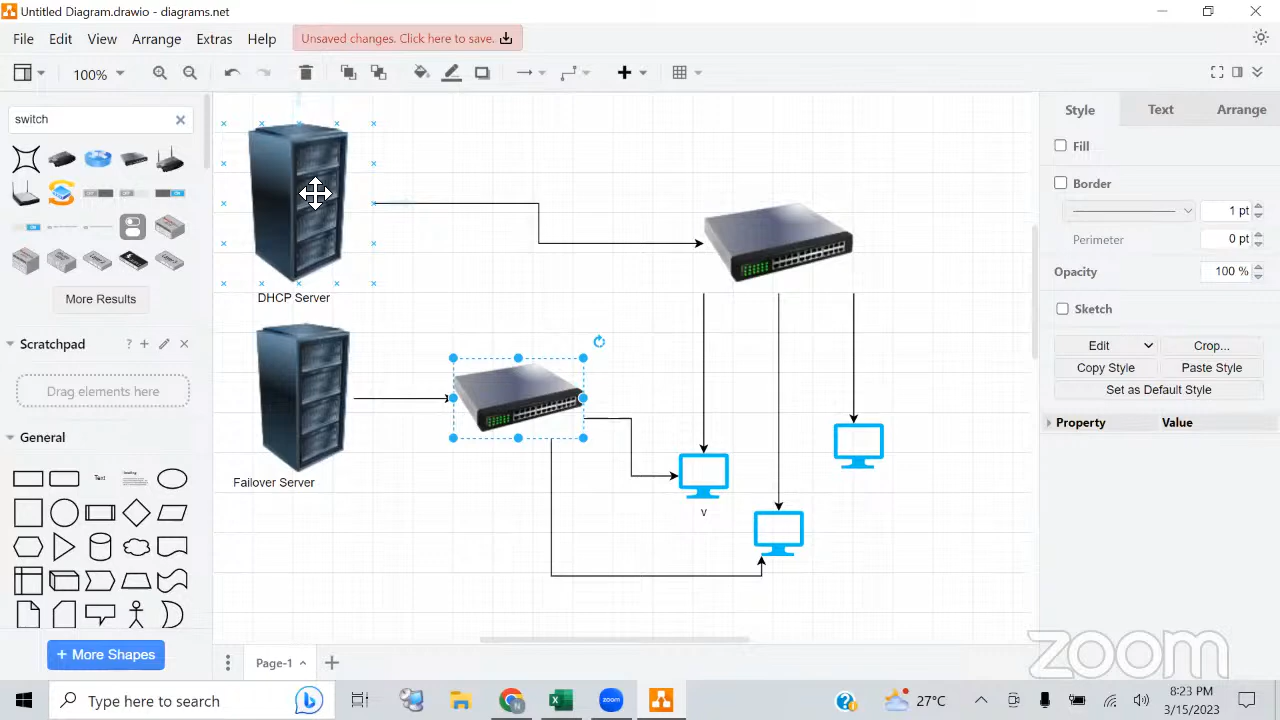 Untitled Diagram.drawio - diagrams.net
File Edit View Arrange Extras Help Unsaved changes. Click here to save.
100%
switch
Style Text Arrange
Fill
Border
1 pt
Perimeter 0 pt
Opacity 100 %
Sketch
Edit Crop...
Copy Style Paste Style
Set as Default Style
Property Value
DHCP Server
More Results
Scratchpad ?
Drag elements here
General
Text
Failover Server
v
+ More Shapes
Page-1
zoom
Type here to search
zoom
27°C
8:23 PM
3/15/2023